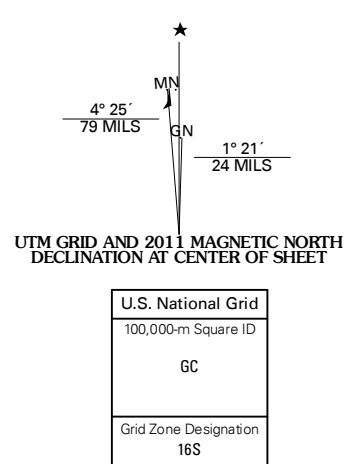 ★
MN
4° 25´
79 MILS
GN
1° 21´
24 MILS
UTM GRID AND 2011 MAGNETIC NORTH
DECLINATION AT CENTER OF SHEET
U.S. National Grid
100,000-m Square ID
GC
Grid Zone Designation
16S